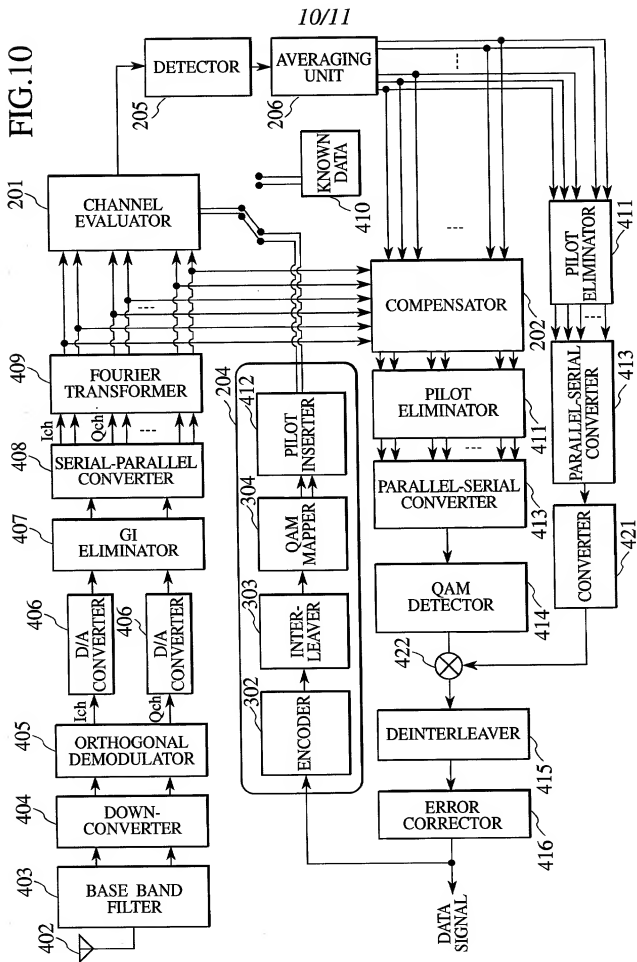 10/11
FIG.10
402
403
BASE BAND
FILTER
404
DOWN-
CONVERTER
405
ORTHOGONAL
DEMODULATOR
Ich
Qch
406
D/A
CONVERTER
406
D/A
CONVERTER
407
GI
ELIMINATOR
408
SERIAL-PARALLEL
CONVERTER
Ich
Qch
409
FOURIER
TRANSFORMER
201
CHANNEL
EVALUATOR
DETECTOR
205
AVERAGING
UNIT
206
KNOWN
DATA
410
204
302
ENCODER
303
INTER-
LEAVER
304
QAM
MAPPER
412
PILOT
INSERTER
COMPENSATOR
202
PILOT
ELIMINATOR
411
PARALLEL-SERIAL
CONVERTER
413
QAM
DETECTOR
414
422
DEINTERLEAVER
415
ERROR
CORRECTOR
416
DATA
SIGNAL
PILOT
ELIMINATOR
411
PARALLEL-SERIAL
CONVERTER
413
CONVERTER
421